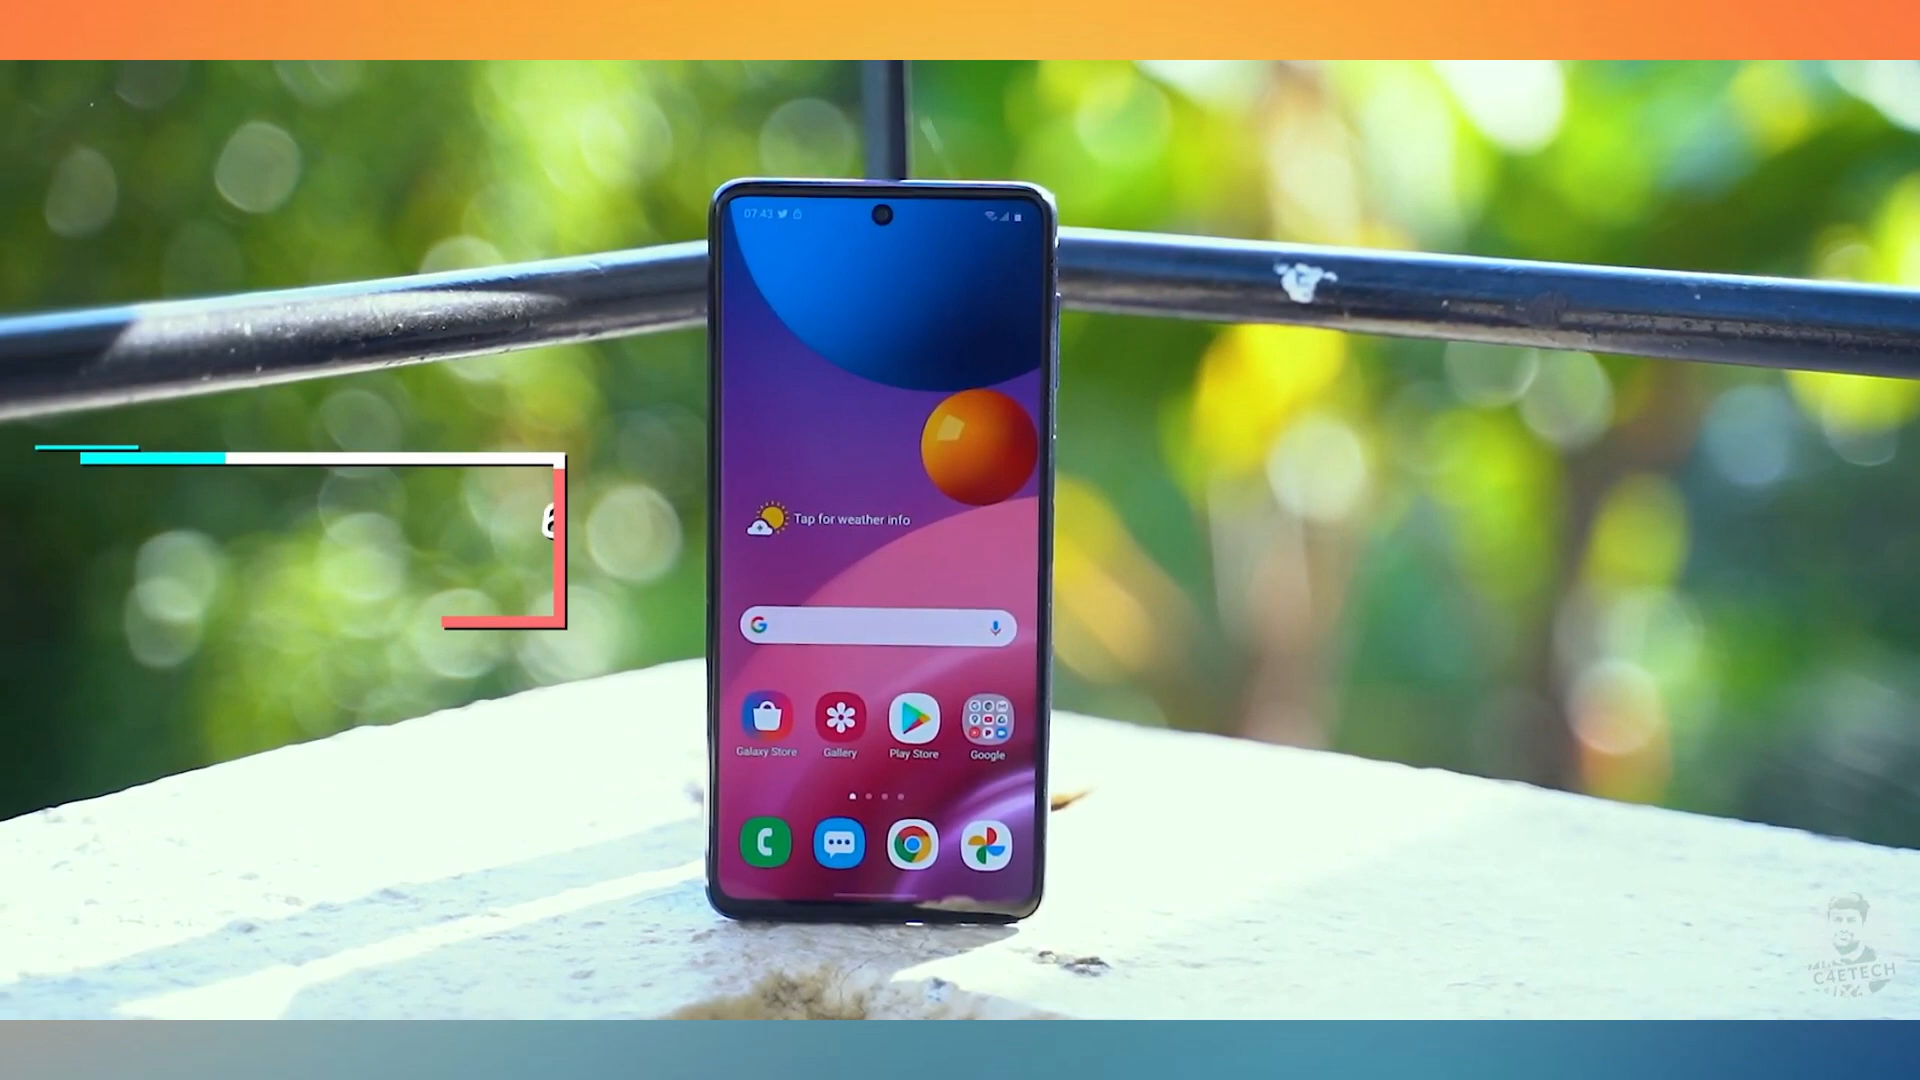 07:43
Tap for weather info
Galaxy Store
Gallery
Play Store
Google
C4ETECH